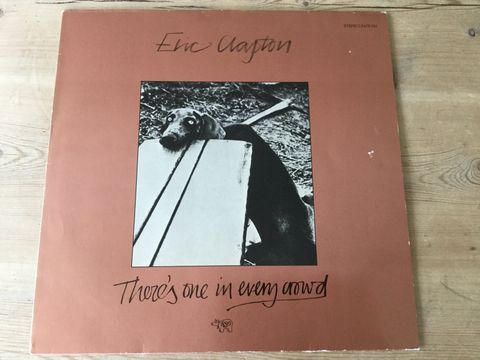 Eric Clapton
There's one in every crowd